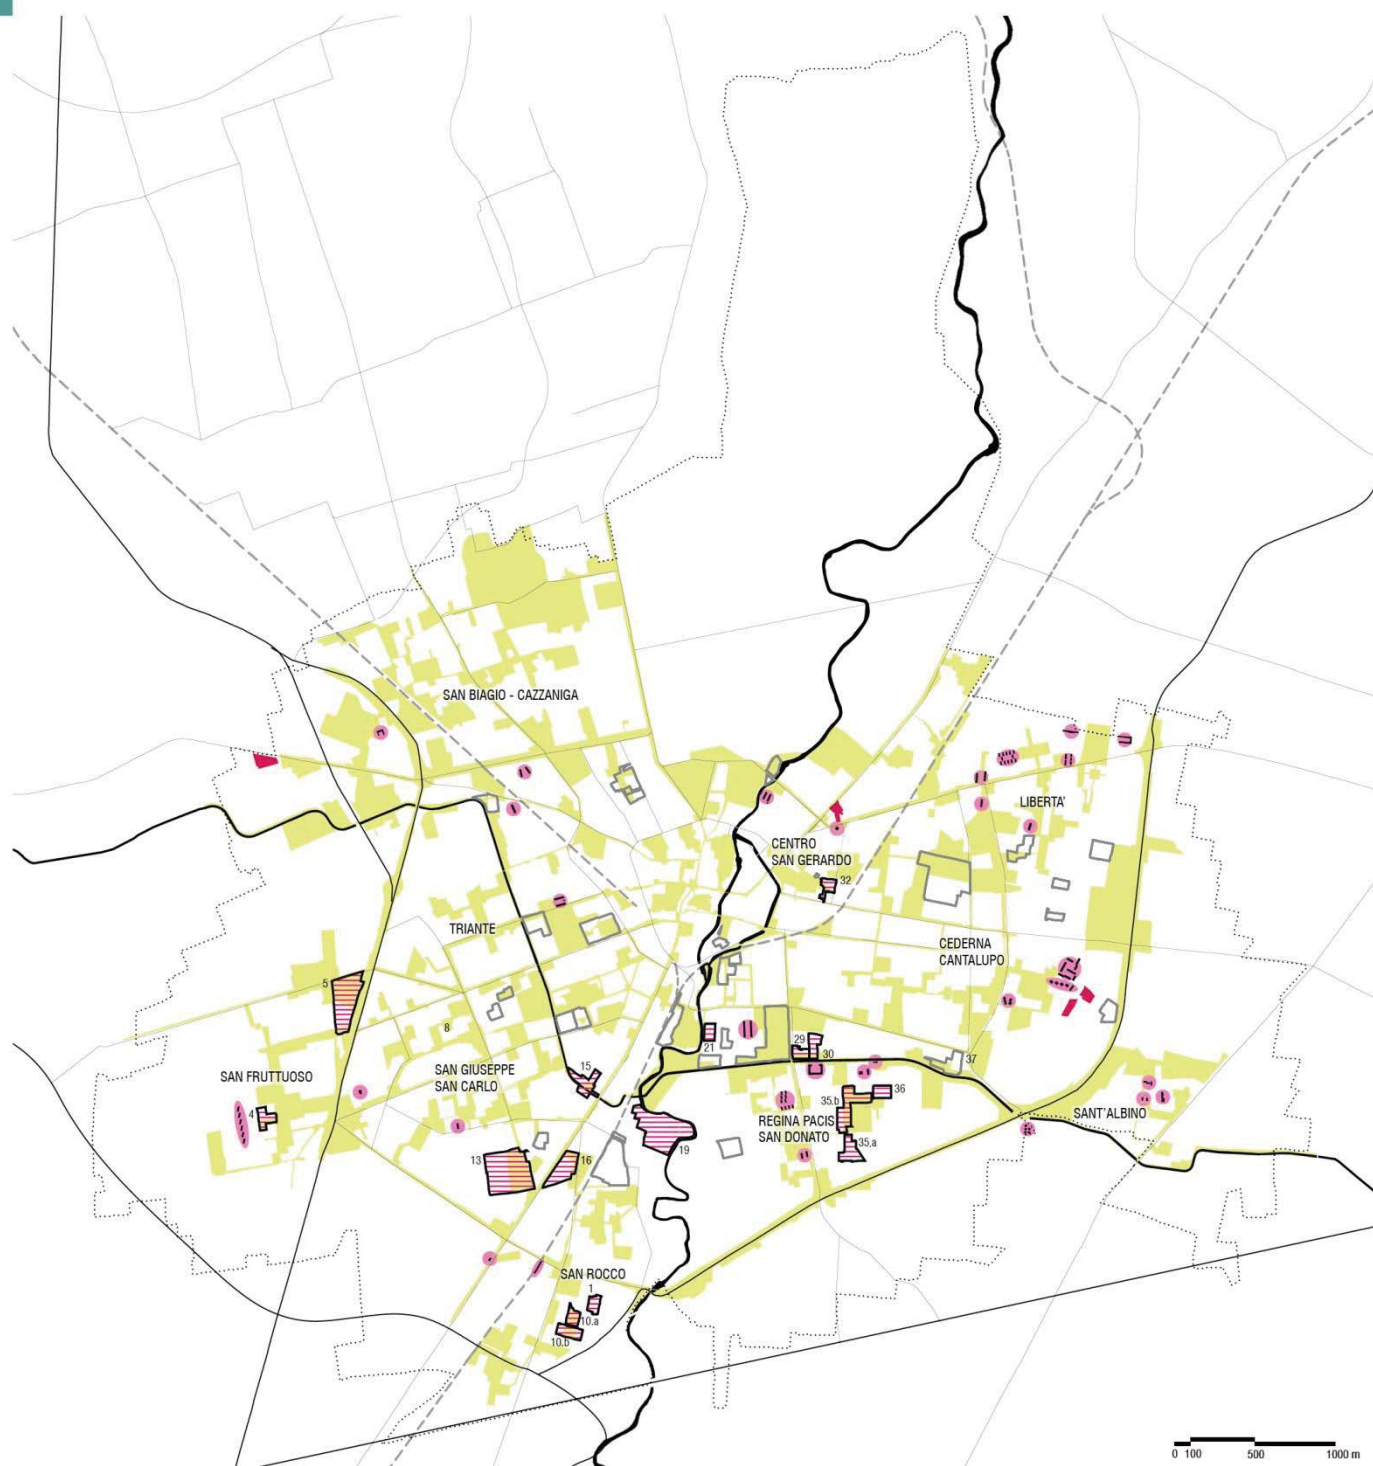 SAN BIAGIO - CAZZANIGA
LIBERTA'
CENTRO
SAN GERARDO
32
TRIANTE
CEDERNA
CANTALUPO
5
8
21
29
30
37
15
SAN GIUSEPPE
SAN CARLO
SAN FRUTTUOSO
4
36
35.b
REGINA PACIS
SAN DONATO
SANT'ALBINO
35,a
19
13
16
SAN ROCCO
1
10.a
10.b
0 100 500 1000 m